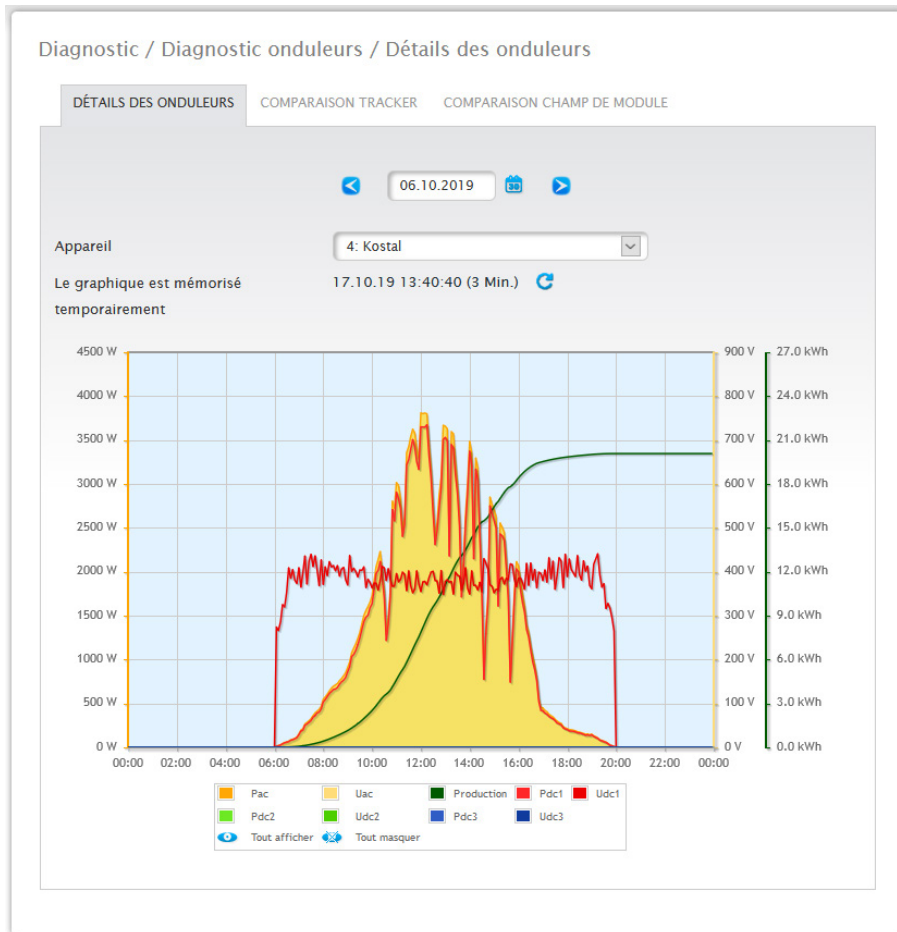 Diagnostic / Diagnostic onduleurs / Détails des onduleurs
DÉTAILS DES ONDULEURS COMPARAISON TRACKER COMPARAISON CHAMP DE MODULE
06.10.2019 30
Appareil 4: Kostal
Le graphique est mémorisé 17.10.19 13:40:40 (3 Min.)
temporairement
4500 W 900 V 27.0 kWh
4000 W 800 V 24.0 kWh
3500 W 700 V 21.0 kWh
3000 W 600 V 18.0 kWh
2500 W 500 V 15.0 kWh
2000 W 400 V 12.0 kWh
1500 W 300 V 9.0 kWh
1000 W 200 V 6.0 kWh
500 W 100 V 3.0 kWh
0 W 0 V 0.0 kWh
00:00 02:00 04:00 06:00 08:00 10:00 12:00 14:00 16:00 18:00 20:00 22:00 00:00
Pac Uac Production Pdc1 Udc1
Pdc2 Udc2 Pdc3 Udc3
Tout afficher Tout masquer